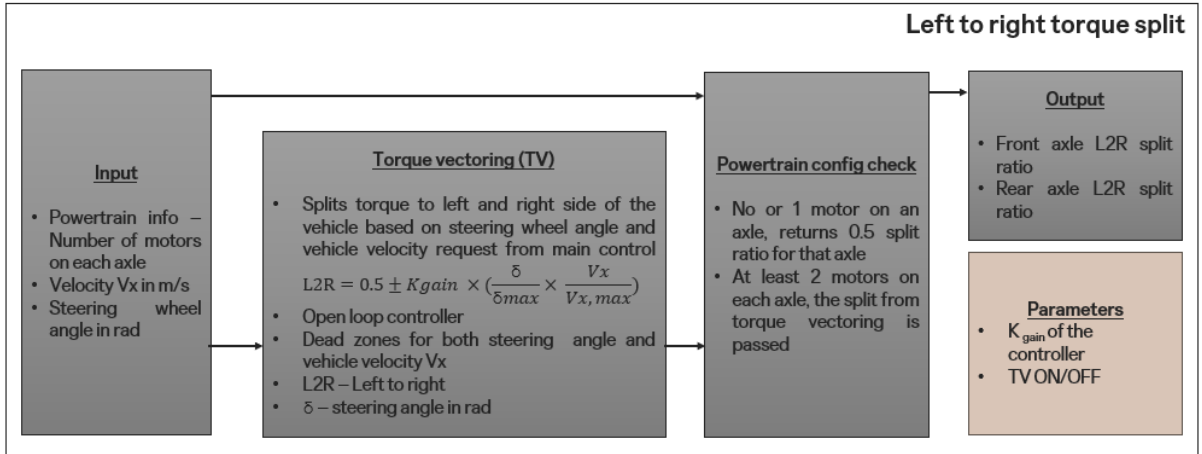 Left to right torque split
Input
• Powertrain info –
Number of motors
on each axle
• Velocity Vx in m/s
• Steering wheel
angle in rad
Torque vectoring (TV)
• Splits torque to left and right side of the
vehicle based on steering wheel angle and
vehicle velocity request from main control
L2R = 0.5 ± Kgain × (δ/δmax × Vx/Vx,max)
• Open loop controller
• Dead zones for both steering angle and
vehicle velocity Vx
• L2R – Left to right
• δ – steering angle in rad
Powertrain config check
• No or 1 motor on an
axle, returns 0.5 split
ratio for that axle
• At least 2 motors on
each axle, the split from
torque vectoring is
passed
Output
• Front axle L2R split
ratio
• Rear axle L2R split
ratio
Parameters
• K gain of the
controller
• TV ON/OFF